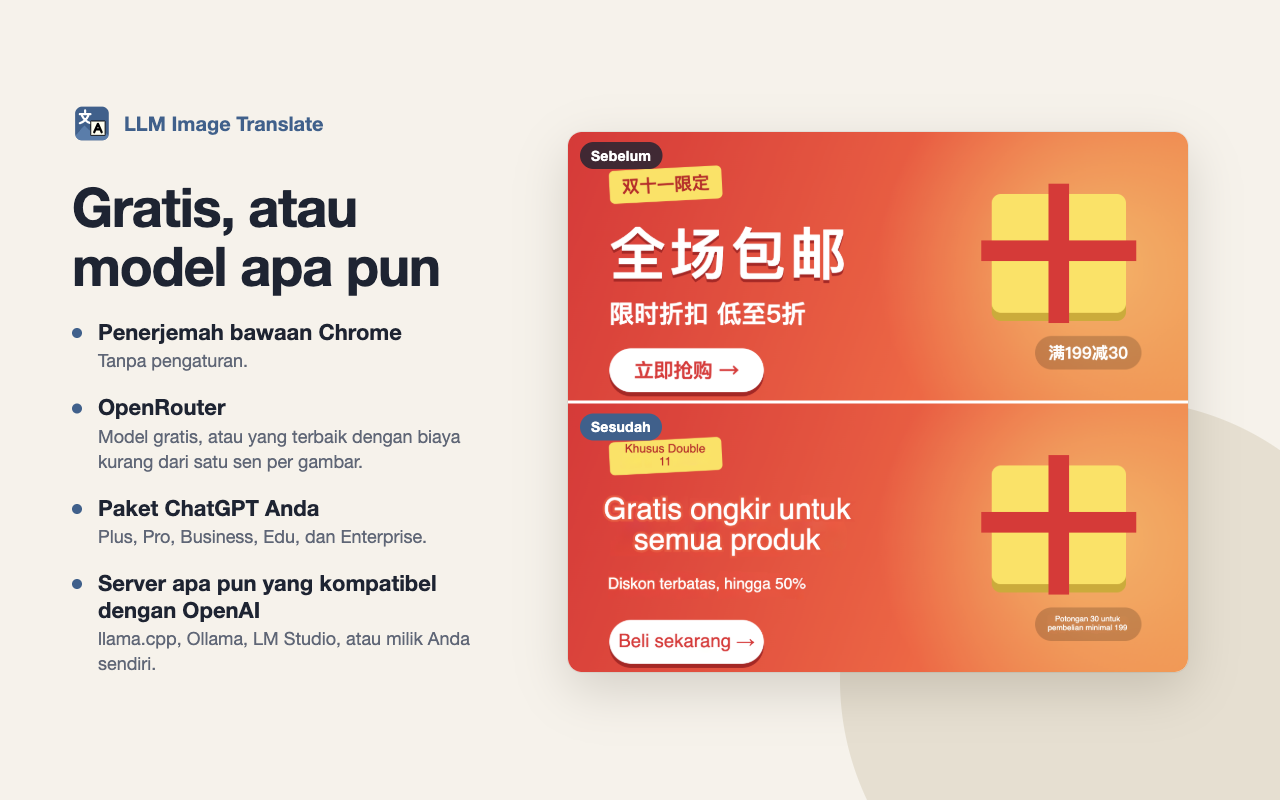 LLM Image Translate
Gratis, atau
model apa pun
Penerjemah bawaan Chrome
Tanpa pengaturan.
OpenRouter
Model gratis, atau yang terbaik dengan biaya
kurang dari satu sen per gambar.
Paket ChatGPT Anda
Plus, Pro, Business, Edu, dan Enterprise.
Server apa pun yang kompatibel
dengan OpenAI
llama.cpp, Ollama, LM Studio, atau milik Anda
sendiri.
Sebelum
双十一限定
全场包邮
限时折扣 低至5折
立即抢购 →
满199减30
Sesudah
Khusus Double
11
Gratis ongkir untuk
semua produk
Diskon terbatas, hingga 50%
Beli sekarang →
Potongan 30 untuk
pembelian minimal 199
文
A